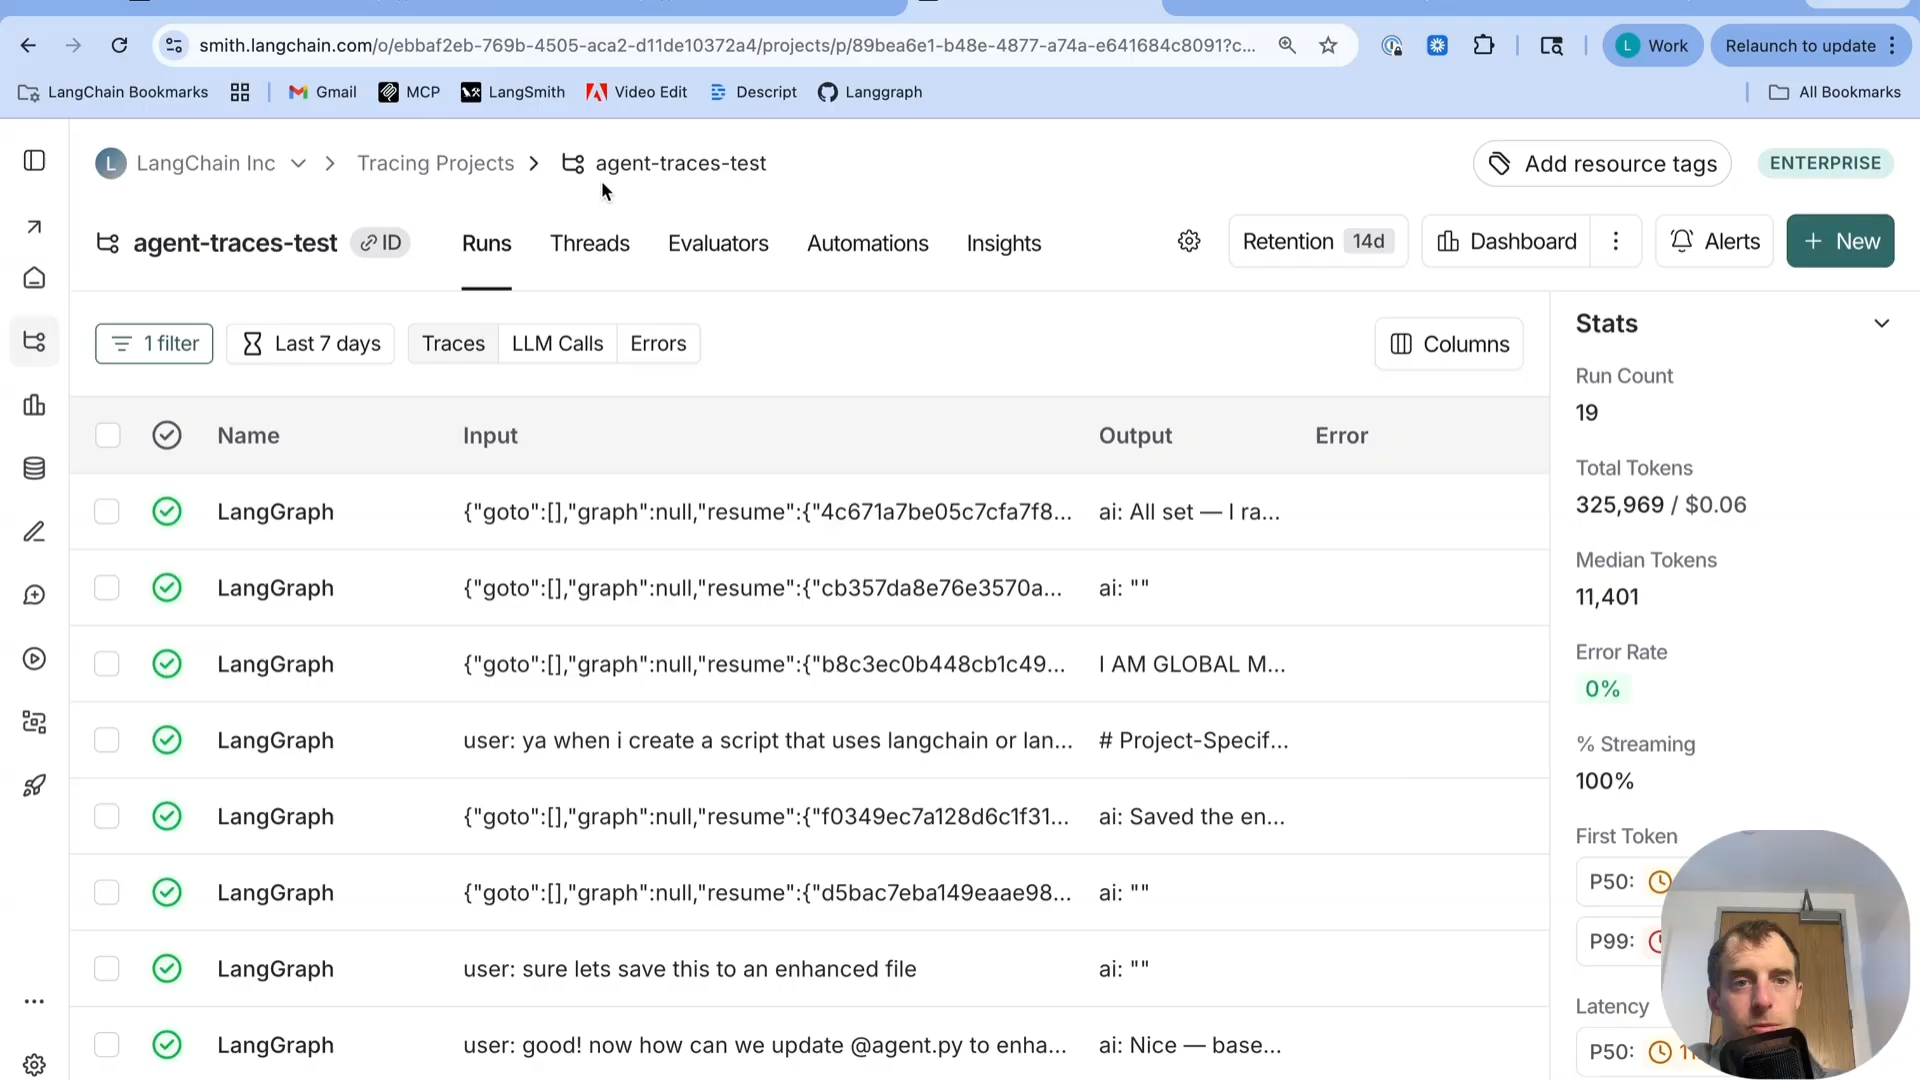 smith.langchain.com/o/ebbaf2eb-769b-4505-aca2-d11de10372a4/projects/p/89bea6e1-b48e-4877-a74a-e641684c8091?c...
L Work
Relaunch to update
LangChain Bookmarks
Gmail
MCP
LangSmith
Video Edit
Descript
Langgraph
All Bookmarks
L LangChain Inc
Tracing Projects
agent-traces-test
Add resource tags
ENTERPRISE
agent-traces-test
ID
Runs
Threads
Evaluators
Automations
Insights
Retention 14d
Dashboard
Alerts
+ New
1 filter
Last 7 days
Traces
LLM Calls
Errors
Columns
Name Input Output Error
LangGraph {"goto":[],"graph":null,"resume":{"4c671a7be05c7cfa7f8... ai: All set — I ra...
LangGraph {"goto":[],"graph":null,"resume":{"cb357da8e76e3570a... ai: ""
LangGraph {"goto":[],"graph":null,"resume":{"b8c3ec0b448cb1c49... I AM GLOBAL M...
LangGraph user: ya when i create a script that uses langchain or lan... # Project-Specif...
LangGraph {"goto":[],"graph":null,"resume":{"f0349ec7a128d6c1f31... ai: Saved the en...
LangGraph {"goto":[],"graph":null,"resume":{"d5bac7eba149eaae98... ai: ""
LangGraph user: sure lets save this to an enhanced file ai: ""
LangGraph user: good! now how can we update @agent.py to enha... ai: Nice — base...
Stats
Run Count
19
Total Tokens
325,969 / $0.06
Median Tokens
11,401
Error Rate
0%
% Streaming
100%
First Token
P50:
P99:
Latency
P50: